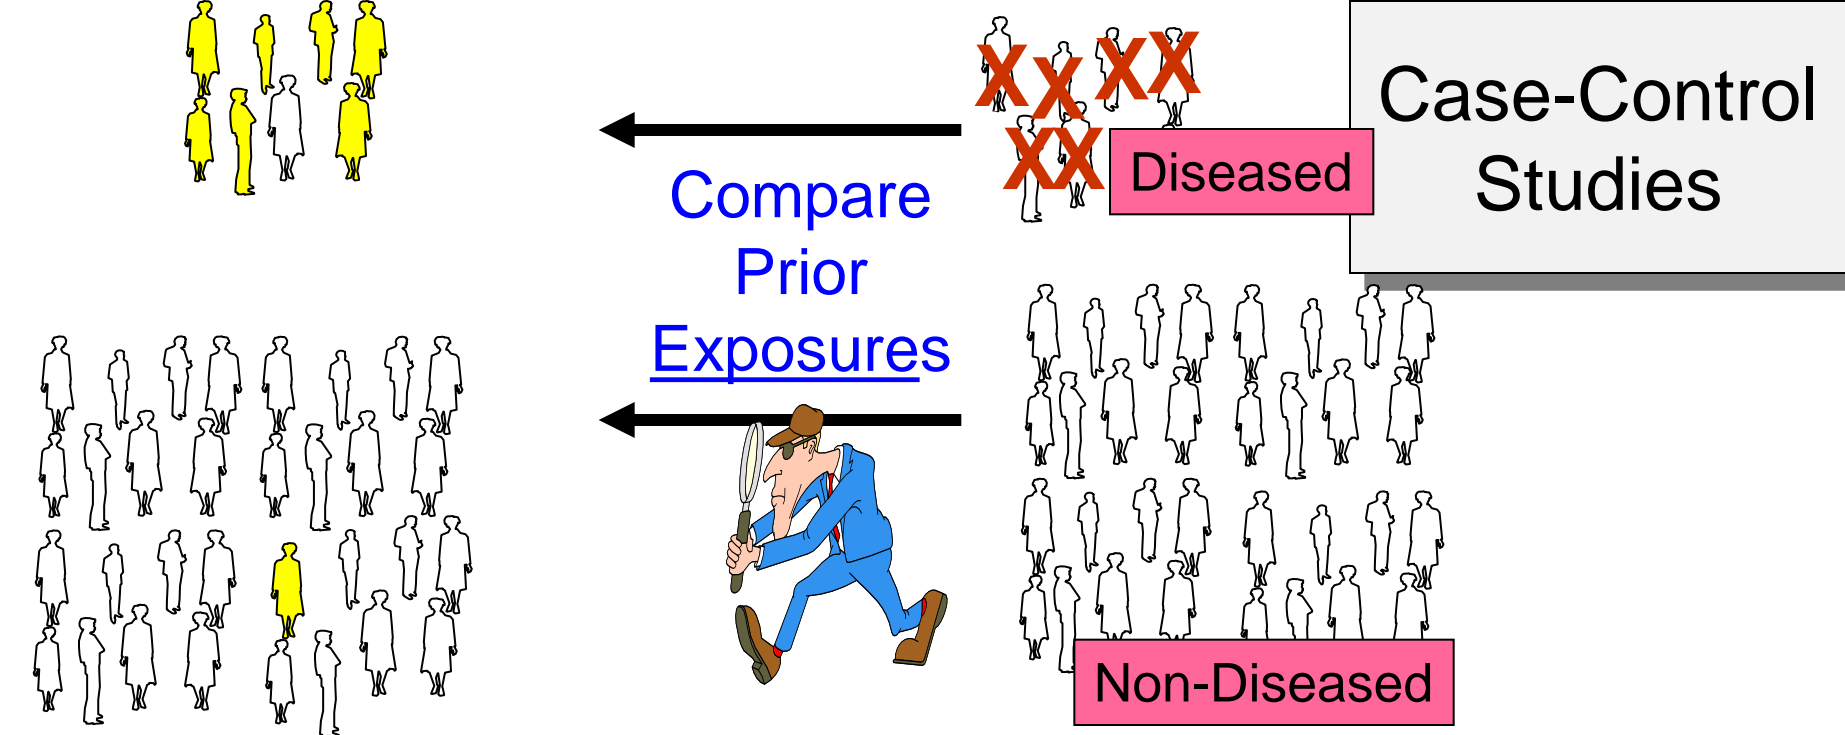 Case-Control
Studies
Diseased
Compare
Prior
Exposures
Non-Diseased
X
X
X
X
X
X